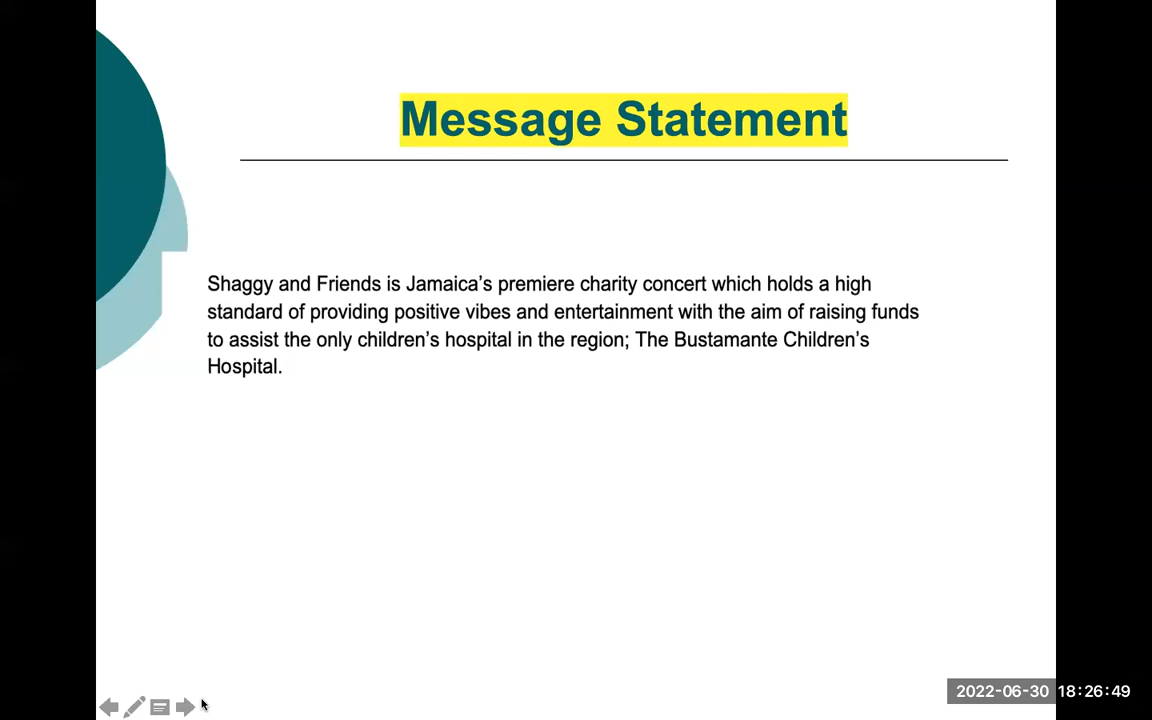 Message Statement
Shaggy and Friends is Jamaica’s premiere charity concert which holds a high
standard of providing positive vibes and entertainment with the aim of raising funds
to assist the only children’s hospital in the region; The Bustamante Children’s
Hospital.
2022-06-30 18:26:49